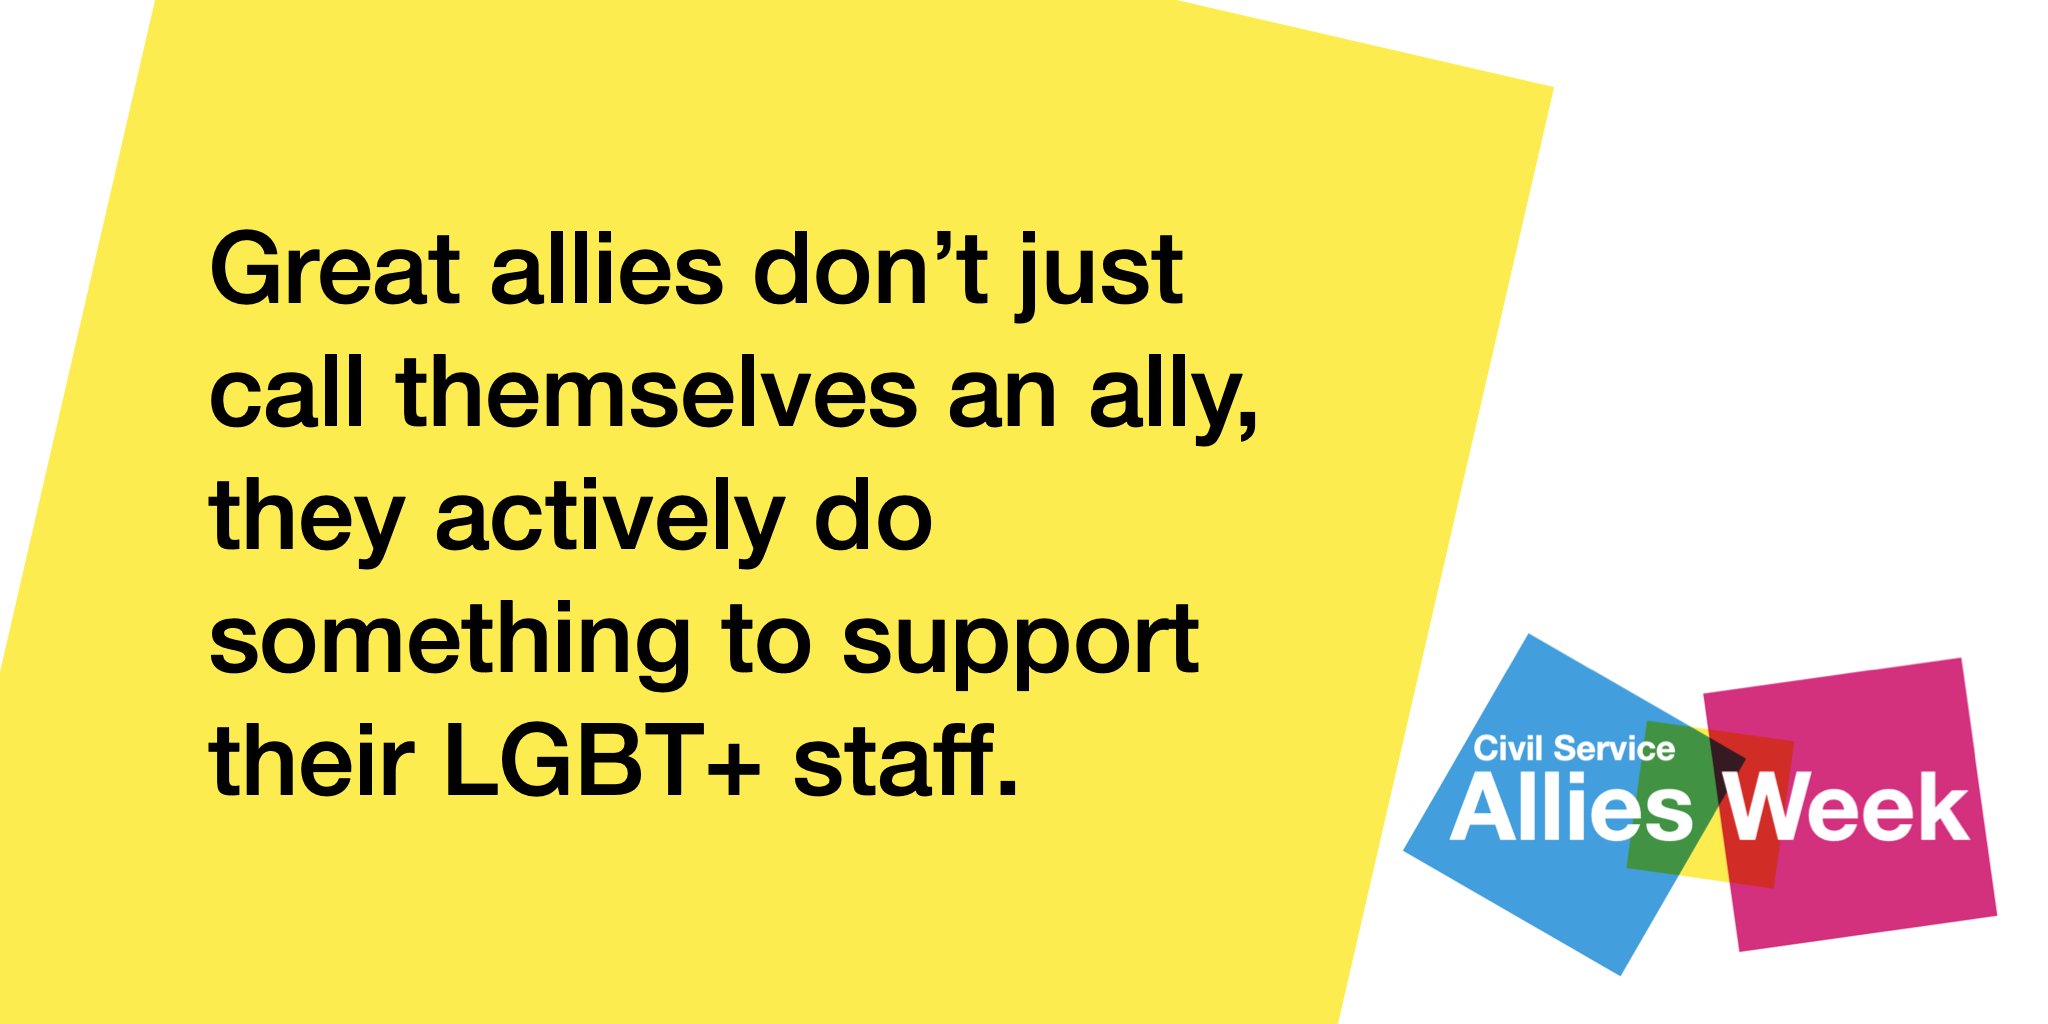 Great allies don’t just
call themselves an ally,
they actively do
something to support
their LGBT+ staff.
Civil Service
Allies Week